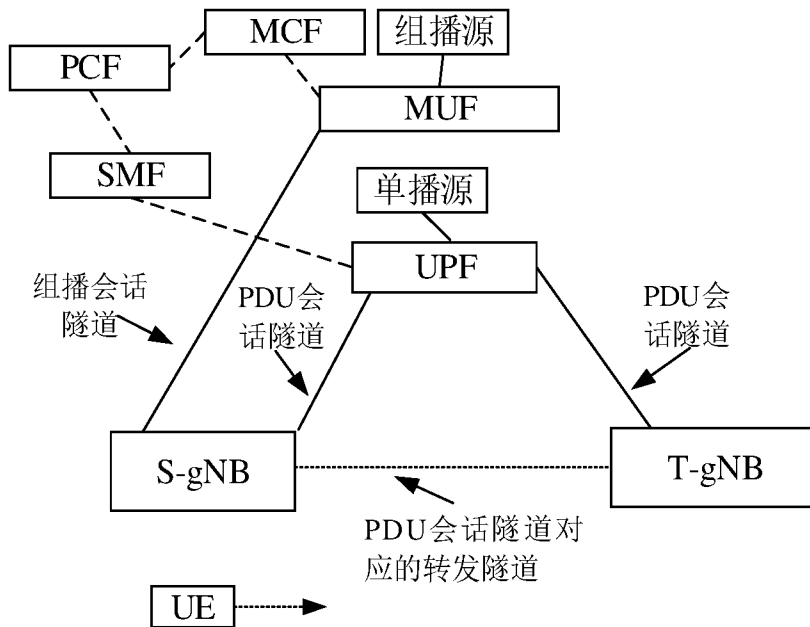 MCF
组播源
PCF
MUF
SMF
单播源
UPF
组播会话
隧道
PDU会
话隧道
PDU会
话隧道
S-gNB
T-gNB
PDU会话隧道对
应的转发隧道
UE